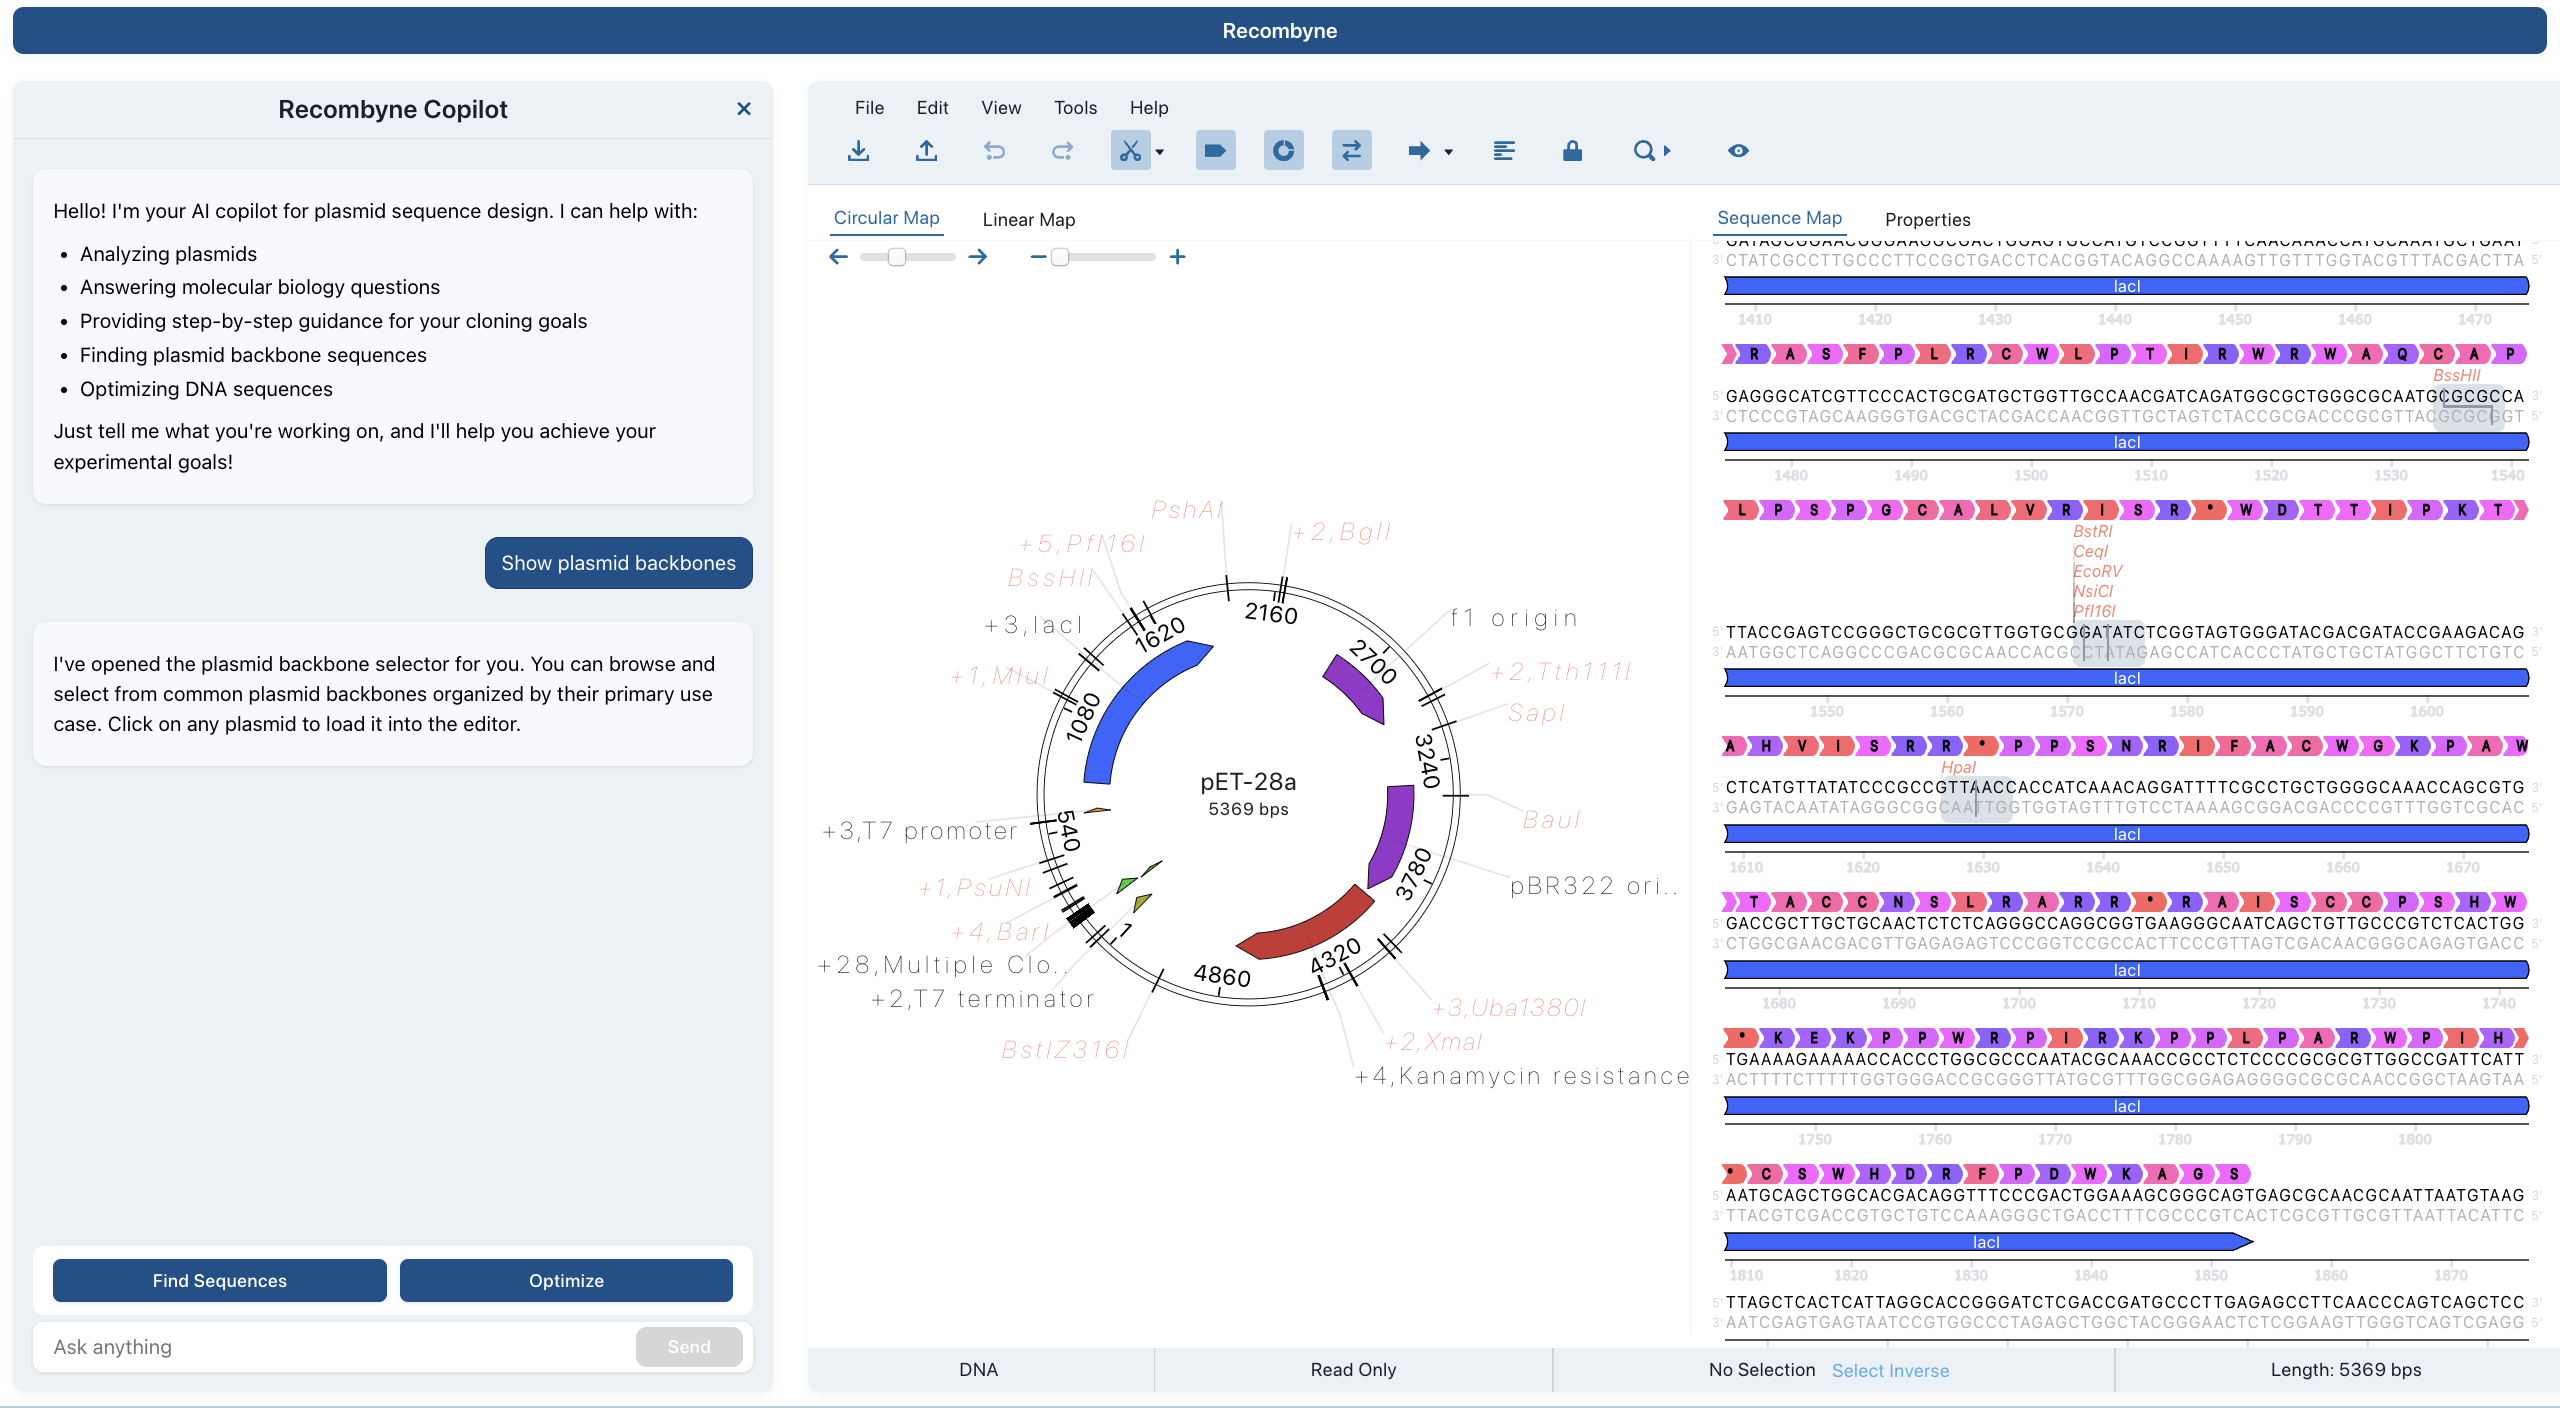 Recombyne
Recombyne Copilot
Hello! I'm your AI copilot for plasmid sequence design. I can help with:
• Analyzing plasmids
• Answering molecular biology questions
• Providing step-by-step guidance for your cloning goals
• Finding plasmid backbone sequences
• Optimizing DNA sequences
Just tell me what you're working on, and I'll help you achieve your
experimental goals!
Show plasmid backbones
I've opened the plasmid backbone selector for you. You can browse and
select from common plasmid backbones organized by their primary use
case. Click on any plasmid to load it into the editor.
Find Sequences Optimize
Ask anything Send
File Edit View Tools Help
Circular Map Linear Map
PshAI
+2,BglI
+5,PfI16I
BssHII
+3,lacI
+1,MluI
+3,T7 promoter
+1,PsuNI
+4,BarI
+28,Multiple Clo..
+2,T7 terminator
BstIZ316I
f1 origin
+2,Tth111I
SapI
BauI
pBR322 ori..
+3,Uba1380I
+2,XmaI
+4,Kanamycin resistance
1
540
1080
1620
2160
2700
3240
3780
4320
4860
pET-28a
5369 bps
Sequence Map Properties
3' CTATCGCCTTGCCCTTCCGCTGACCTCACGGTACAGGCCAAAAGTTGTTTGGTACGTTTACGACTTA 5'
lacI
1410 1420 1430 1440 1450 1460 1470
R A S F P L R C W L P T I R W R W A Q C A P
BssHII
5' GAGGGCATCGTTCCCACTGCGATGCTGGTTGCCAACGATCAGATGGCGCTGGGCGCAATGCGCGCCA 3'
3' CTCCCGTAGCAAGGGTGACGCTACGACCAACGGTTGCTAGTCTACCGCGACCCGCGTTACGCGCGGT 5'
lacI
1480 1490 1500 1510 1520 1530 1540
L P S P G C A L V R I S R • W D T T I P K T
BstRI
CeqI
EcoRV
NsiCI
PfI16I
5' TTACCGAGTCCGGGCTGCGCGTTGGTGCGGATATCTCGGTAGTGGGATACGACGATACCGAAGACAG 3'
3' AATGGCTCAGGCCCGACGCGCAACCACGCCTATAGAGCCATCACCCTATGCTGCTATGGCTTCTGTC 5'
lacI
1550 1560 1570 1580 1590 1600
A H V I S R R • P P S N R I F A C W G K P A W
HpaI
5' CTCATGTTATATCCCGCCGTTAACCACCATCAAACAGGATTTTCGCCTGCTGGGGCAAACCAGCGTG 3'
3' GAGTACAATATAGGGCGGCAATTGGTGGTAGTTTGTCCTAAAAGCGGACGACCCCGTTTGGTCGCAC 5'
lacI
1610 1620 1630 1640 1650 1660 1670
T A C C N S L R A R R • R A I S C C P S H W
5' GACCGCTTGCTGCAACTCTCTCAGGGCCAGGCGGTGAAGGGCAATCAGCTGTTGCCCGTCTCACTGG 3'
3' CTGGCGAACGACGTTGAGAGAGTCCCGGTCCGCCACTTCCCGTTAGTCGACAACGGGCAGAGTGACC 5'
lacI
1680 1690 1700 1710 1720 1730 1740
• K E K P P W R P I R K P P L P A R W P I H
5' TGAAAAGAAAAACCACCCTGGCGCCCAATACGCAAACCGCCTCTCCCCGCGCGTTGGCCGATTCATT 3'
3' ACTTTTCTTTTTGGTGGGACCGCGGGTTATGCGTTTGGCGGAGAGGGGCGCGCAACCGGCTAAGTAA 5'
lacI
1750 1760 1770 1780 1790 1800
• C S W H D R F P D W K A G S
5' AATGCAGCTGGCACGACAGGTTTCCCGACTGGAAAGCGGGCAGTGAGCGCAACGCAATTAATGTAAG 3'
3' TTACGTCGACCGTGCTGTCCAAAGGGCTGACCTTTCGCCCGTCACTCGCGTTGCGTTAATTACATTC 5'
lacI
1810 1820 1830 1840 1850 1860 1870
5' TTAGCTCACTCATTAGGCACCGGGATCTCGACCGATGCCCTTGAGAGCCTTCAACCCAGTCAGCTCC 3'
3' AATCGAGTGAGTAATCCGTGGCCCTAGAGCTGGCTACGGGAACTCTCGGAAGTTGGGTCAGTCGAGG 5'
DNA Read Only No Selection Select Inverse Length: 5369 bps